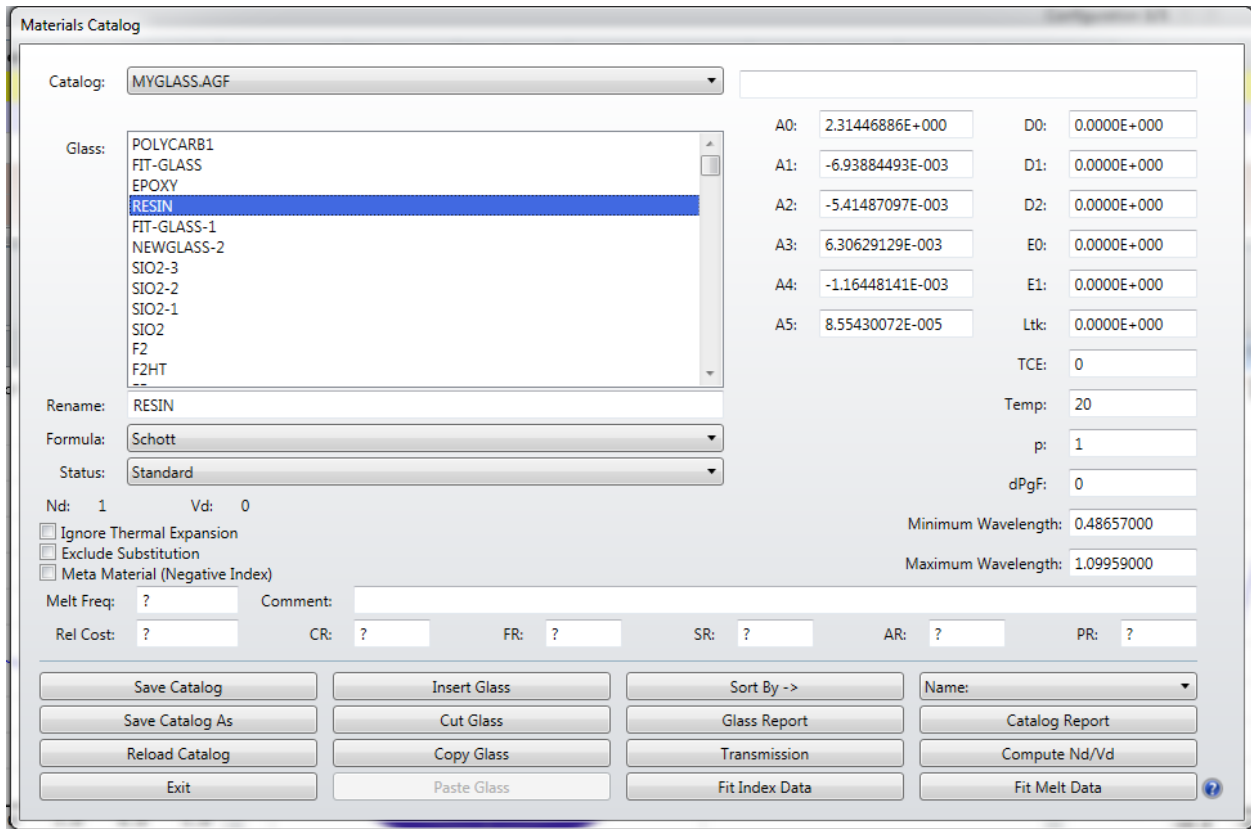 Materials Catalog
Catalog: MYGLASS.AGF
Glass:
POLYCARB1
FIT-GLASS
EPOXY
RESIN
FIT-GLASS-1
NEWGLASS-2
SIO2-3
SIO2-2
SIO2-1
SIO2
F2
F2HT
A0: 2.31446886E+000 D0: 0.0000E+000
A1: -6.93884493E-003 D1: 0.0000E+000
A2: -5.41487097E-003 D2: 0.0000E+000
A3: 6.30629129E-003 E0: 0.0000E+000
A4: -1.16448141E-003 E1: 0.0000E+000
A5: 8.55430072E-005 Ltk: 0.0000E+000
TCE: 0
Rename: RESIN Temp: 20
Formula: Schott p: 1
Status: Standard dPgF: 0
Nd: 1 Vd: 0
Ignore Thermal Expansion Minimum Wavelength: 0.48657000
Exclude Substitution
Meta Material (Negative Index) Maximum Wavelength: 1.09959000
Melt Freq: ? Comment:
Rel Cost: ? CR: ? FR: ? SR: ? AR: ? PR: ?
Save Catalog Insert Glass Sort By -> Name:
Save Catalog As Cut Glass Glass Report Catalog Report
Reload Catalog Copy Glass Transmission Compute Nd/Vd
Exit Paste Glass Fit Index Data Fit Melt Data ?